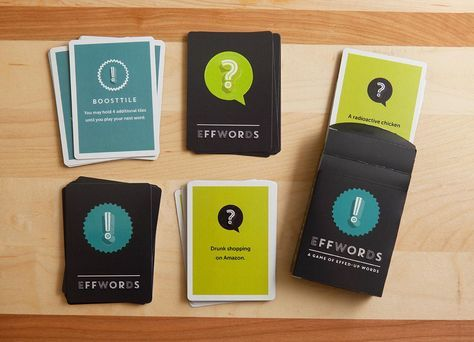 BOOSTTILE
You may hold 4 additional tiles
until you play your next word
?
EFFWORDS
?
A radioactive chicken
!
EFFWORDS
?
Drunk shopping
on Amazon.
!
EFFWORDS
A GAME OF EFFED-UP WORDS